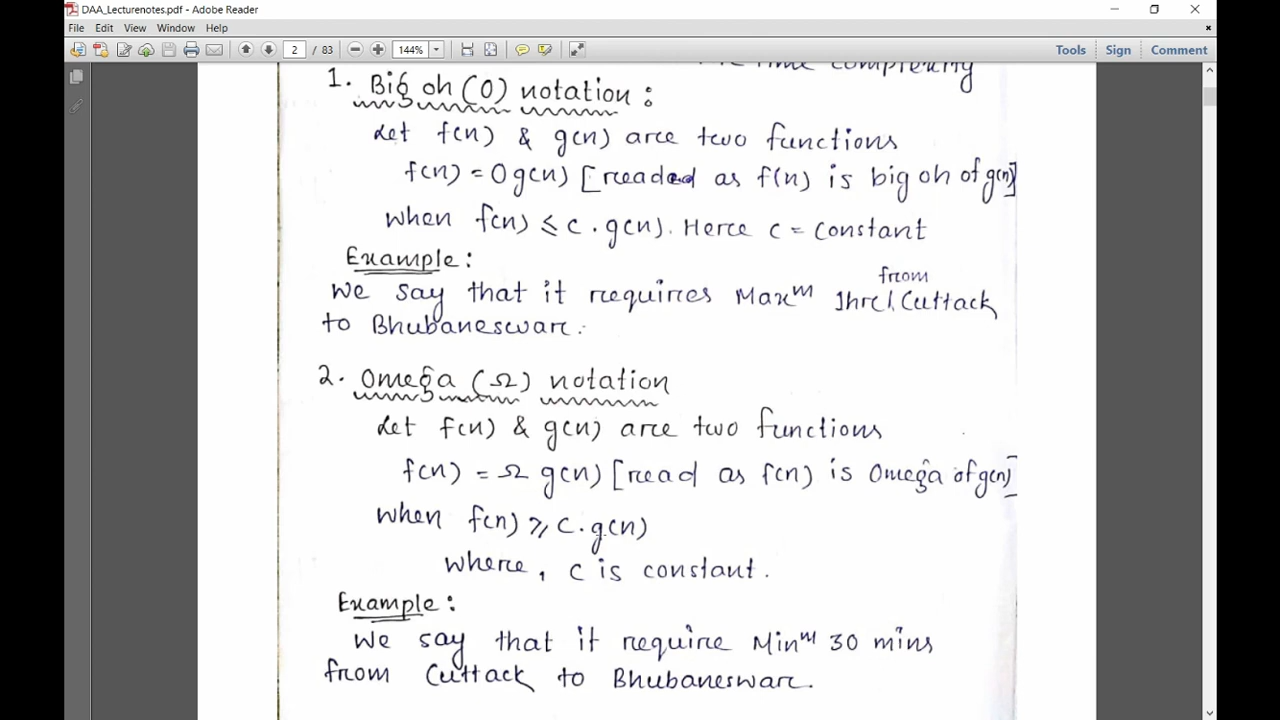 DAA_Lecturenotes.pdf - Adobe Reader
File Edit View Window Help
2 / 83 144% Tools Sign Comment
time complexity
1. Big oh (O) notation :
Let f(n) & g(n) are two functions
f(n) = O g(n) [readed as f(n) is big oh of g(n)]
when f(n) ≤ c . g(n). Here c = constant
Example :
from
We say that it requires Maxᵐ 1hr Cuttack
to Bhubaneswar.
2. Omega (Ω) notation
Let f(n) & g(n) are two functions
f(n) = Ω g(n) [read as f(n) is Omega of g(n)]
when f(n) ⩾ C . g(n)
where, c is constant.
Example :
We say that it require Minᵐ 30 mins
from Cuttack to Bhubaneswar.